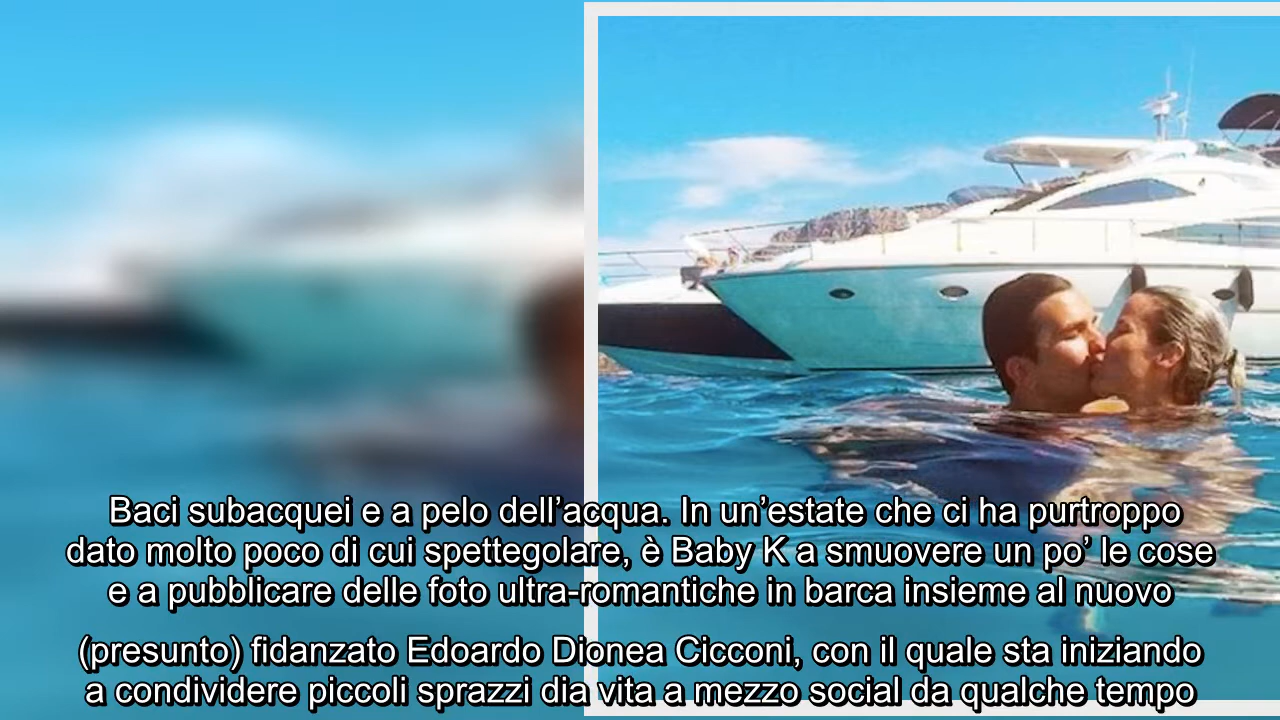 Baci subacquei e a pelo dell’acqua. In un’estate che ci ha purtroppo
dato molto poco di cui spettegolare, è Baby K a smuovere un po’ le cose
e a pubblicare delle foto ultra-romantiche in barca insieme al nuovo
(presunto) fidanzato Edoardo Dionea Cicconi, con il quale sta iniziando
a condividere piccoli sprazzi dia vita a mezzo social da qualche tempo